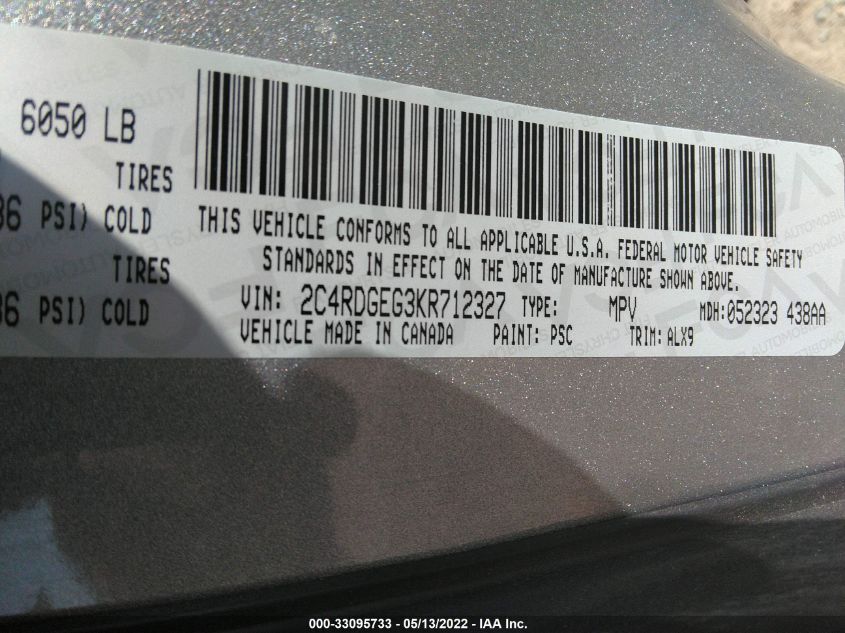 6050 LB
TIRES
36 PSI) COLD
TIRES
36 PSI) COLD
THIS VEHICLE CONFORMS TO ALL APPLICABLE U.S.A. FEDERAL MOTOR VEHICLE SAFETY
STANDARDS IN EFFECT ON THE DATE OF MANUFACTURE SHOWN ABOVE.
VIN: 2C4RDGEG3KR712327 TYPE: MPV MDH: 052323 438AA
VEHICLE MADE IN CANADA PAINT: PSC TRIM: ALX9
000-33095733 - 05/13/2022 - IAA Inc.